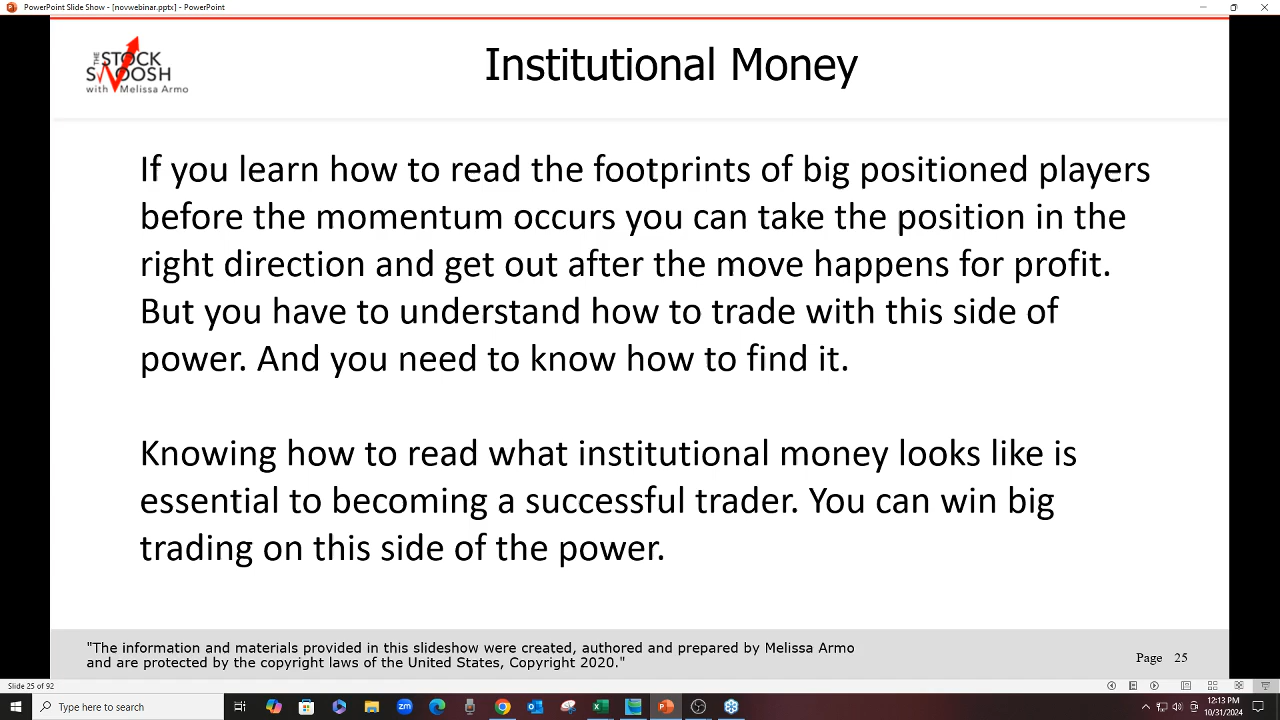 PowerPoint Slide Show - [novwebinar.pptx] - PowerPoint
THE
STOCK
SWOOSH
with Melissa Armo
Institutional Money
If you learn how to read the footprints of big positioned players
before the momentum occurs you can take the position in the
right direction and get out after the move happens for profit.
But you have to understand how to trade with this side of
power. And you need to know how to find it.
Knowing how to read what institutional money looks like is
essential to becoming a successful trader. You can win big
trading on this side of the power.
"The information and materials provided in this slideshow were created, authored and prepared by Melissa Armo
and are protected by the copyright laws of the United States, Copyright 2020."
Page 25
Slide 25 of 92
Type here to search
zm
12:13 PM
10/31/2024